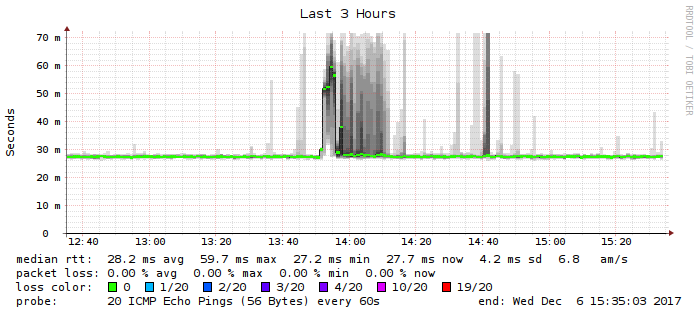 Last 3 Hours
RRDTOOL / TOBI OETIKER
Seconds
70 m
60 m
50 m
40 m
30 m
20 m
10 m
0
12:40 13:00 13:20 13:40 14:00 14:20 14:40 15:00 15:20
median rtt: 28.2 ms avg 59.7 ms max 27.2 ms min 27.7 ms now 4.2 ms sd 6.8 am/s
packet loss: 0.00 % avg 0.00 % max 0.00 % min 0.00 % now
loss color: 0 1/20 2/20 3/20 4/20 10/20 19/20
probe: 20 ICMP Echo Pings (56 Bytes) every 60s end: Wed Dec 6 15:35:03 2017